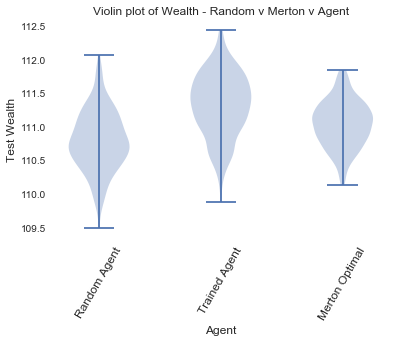 Violin plot of Wealth - Random v Merton v Agent
112.5
112.0
111.5
111.0
110.5
110.0
109.5
Test Wealth
Random Agent
Trained Agent
Merton Optimal
Agent